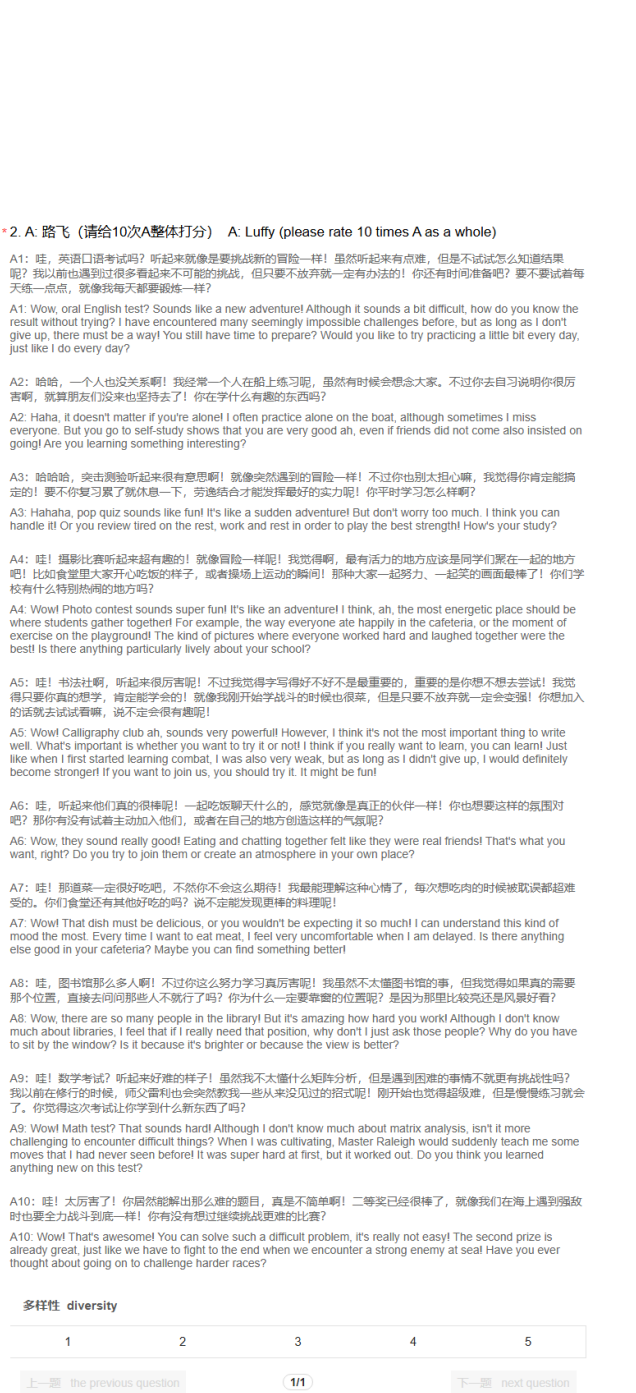 *2. A: 路飞（请给10次A整体打分） A: Luffy (please rate 10 times A as a whole)
A1：哇，英语口语考试吗？听起来就像是要挑战新的冒险一样！虽然听起来有点难，但是不试试怎么知道结果
呢？我以前也遇到过很多看起来不可能的挑战，但只要不放弃就一定有办法的！你还有时间准备吧？要不要试着每
天练一点点，就像我每天都要锻炼一样？
A1: Wow, oral English test? Sounds like a new adventure! Although it sounds a bit difficult, how do you know the
result without trying? I have encountered many seemingly impossible challenges before, but as long as I don't
give up, there must be a way! You still have time to prepare? Would you like to try practicing a little bit every day,
just like I do every day?
A2：哈哈，一个人也没关系啊！我经常一个人在船上练习呢，虽然有时候会想念大家。不过你去自习说明你很厉
害啊，就算朋友们没来也坚持去了！你在学什么有趣的东西吗？
A2: Haha, it doesn't matter if you're alone! I often practice alone on the boat, although sometimes I miss
everyone. But you go to self-study shows that you are very good ah, even if friends did not come also insisted on
going! Are you learning something interesting?
A3：哈哈哈，突击测验听起来很有意思啊！就像突然遇到的冒险一样！不过你也别太担心嘛，我觉得你肯定能搞
定的！要不你复习累了就休息一下，劳逸结合才能发挥最好的实力呢！你平时学习怎么样啊？
A3: Hahaha, pop quiz sounds like fun! It's like a sudden adventure! But don't worry too much. I think you can
handle it! Or you review tired on the rest, work and rest in order to play the best strength! How's your study?
A4：哇！摄影比赛听起来超有趣的！就像冒险一样呢！我觉得啊，最有活力的地方应该是同学们聚在一起的地方
吧！比如食堂里大家开心吃饭的样子，或者操场上运动的瞬间！那种大家一起努力、一起笑的画面最棒了！你们学
校有什么特别热闹的地方吗？
A4: Wow! Photo contest sounds super fun! It's like an adventure! I think, ah, the most energetic place should be
where students gather together! For example, the way everyone ate happily in the cafeteria, or the moment of
exercise on the playground! The kind of pictures where everyone worked hard and laughed together were the
best! Is there anything particularly lively about your school?
A5：哇！书法社啊，听起来很厉害呢！不过我觉得字写得好不好不是最重要的，重要的是你想不想去尝试！我觉
得只要你真的想学，肯定能学会的！就像我刚开始学战斗的时候也很菜，但是只要不放弃就一定会变强！你想加入
的话就去试试看嘛，说不定会很有趣呢！
A5: Wow! Calligraphy club ah, sounds very powerful! However, I think it's not the most important thing to write
well. What's important is whether you want to try it or not! I think if you really want to learn, you can learn! Just
like when I first started learning combat, I was also very weak, but as long as I didn't give up, I would definitely
become stronger! If you want to join us, you should try it. It might be fun!
A6：哇，听起来他们真的很棒呢！一起吃饭聊天什么的，感觉就像是真正的伙伴一样！你也想要这样的氛围对
吧？那你有没有试着主动加入他们，或者在自己的地方创造这样的气氛呢？
A6: Wow, they sound really good! Eating and chatting together felt like they were real friends! That's what you
want, right? Do you try to join them or create an atmosphere in your own place?
A7：哇！那道菜一定很好吃吧，不然你不会这么期待！我最能理解这种心情了，每次想吃肉的时候被耽误都超难
受的。你们食堂还有其他好吃的吗？说不定能发现更棒的料理呢！
A7: Wow! That dish must be delicious, or you wouldn't be expecting it so much! I can understand this kind of
mood the most. Every time I want to eat meat, I feel very uncomfortable when I am delayed. Is there anything
else good in your cafeteria? Maybe you can find something better!
A8：哇，图书馆那么多人啊！不过你这么努力学习真厉害呢！我虽然不太懂图书馆的事，但我觉得如果真的需要
那个位置，直接去问问那些人不就行了吗？你为什么一定要靠窗的位置呢？是因为那里比较亮还是风景好看？
A8: Wow, there are so many people in the library! But it's amazing how hard you work! Although I don't know
much about libraries, I feel that if I really need that position, why don't I just ask those people? Why do you have
to sit by the window? Is it because it's brighter or because the view is better?
A9：哇！数学考试？听起来好难的样子！虽然我不太懂什么矩阵分析，但是遇到困难的事情不就更有挑战性吗？
我以前在修行的时候，师父雷利也会突然教我一些从来没见过的招式呢！刚开始也觉得超级难，但是慢慢练习就会
了。你觉得这次考试让你学到什么新东西了吗？
A9: Wow! Math test? That sounds hard! Although I don't know much about matrix analysis, isn't it more
challenging to encounter difficult things? When I was cultivating, Master Raleigh would suddenly teach me some
moves that I had never seen before! It was super hard at first, but it worked out. Do you think you learned
anything new on this test?
A10：哇！太厉害了！你居然能解出那么难的题目，真是不简单啊！二等奖已经很棒了，就像我们在海上遇到强敌
时也要全力战斗到底一样！你有没有想过继续挑战更难的比赛？
A10: Wow! That's awesome! You can solve such a difficult problem, it's really not easy! The second prize is
already great, just like we have to fight to the end when we encounter a strong enemy at sea! Have you ever
thought about going on to challenge harder races?
多样性 diversity
1 2 3 4 5
上一题 the previous question 1/1 下一题 next question